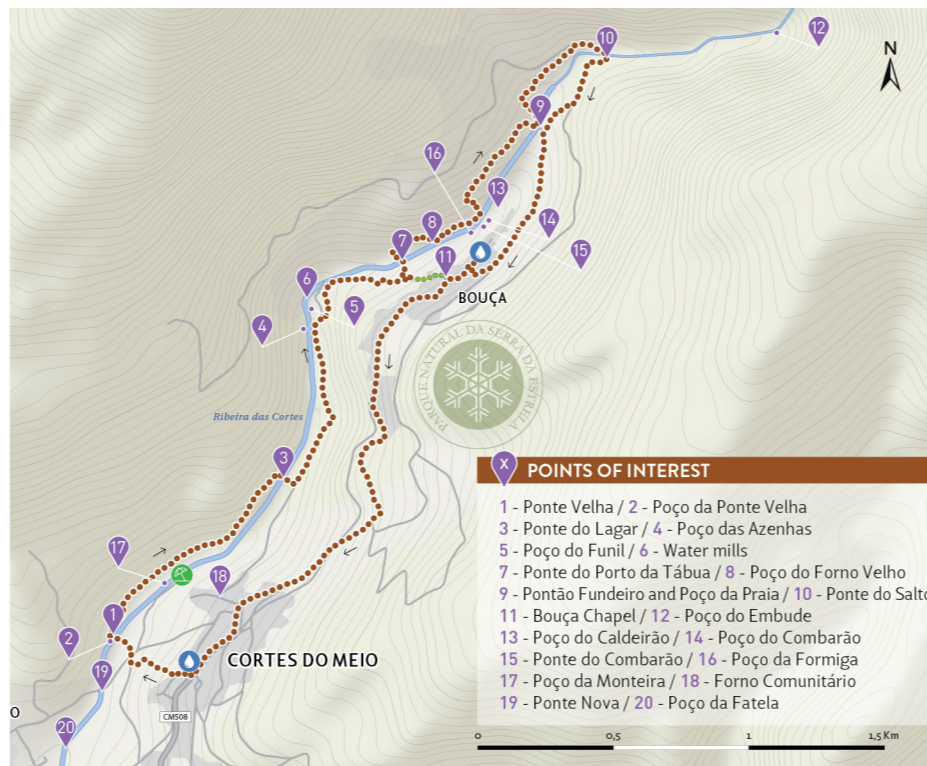 10
12
N
9
16
13
8
14
7
11
15
6
BOUÇA
5
4
PARQUE NATURAL DA SERRA DA ESTRELA
Ribeira das Cortes
3
X POINTS OF INTEREST
1 - Ponte Velha / 2 - Poço da Ponte Velha
3 - Ponte do Lagar / 4 - Poço das Azenhas
5 - Poço do Funil / 6 - Water mills
7 - Ponte do Porto da Tábua / 8 - Poço do Forno Velho
9 - Pontão Fundeiro and Poço da Praia / 10 - Ponte do Salto
11 - Bouça Chapel / 12 - Poço do Embude
13 - Poço do Caldeirão / 14 - Poço do Combarão
15 - Ponte do Combarão / 16 - Poço da Formiga
17 - Poço da Monteira / 18 - Forno Comunitário
19 - Ponte Nova / 20 - Poço da Fatela
17
18
1
2
CORTES DO MEIO
19
O
CM508
20
0 0,5 1 1,5 Km